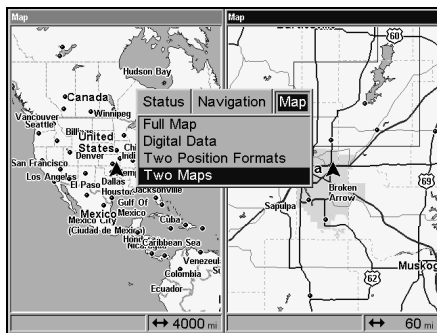 Map
Map
Hudson Bay
Canada
Winnipeg
Vancouver
Seattle
United
States
Denver
San Francisco
Los Angeles
El Paso
Dallas
Houston
Jacksonville
Gulf Of
Mexico
Mexico
Mexico City
(Ciudad de Mexico)
Cuba
Caribbean Sea
Colombia
Ecuador
4000 mi
Status Navigation Map
Full Map
Digital Data
Two Position Formats
Two Maps
60
a
Broken
Arrow
Sapulpa
69
62
Muskog
60 mi